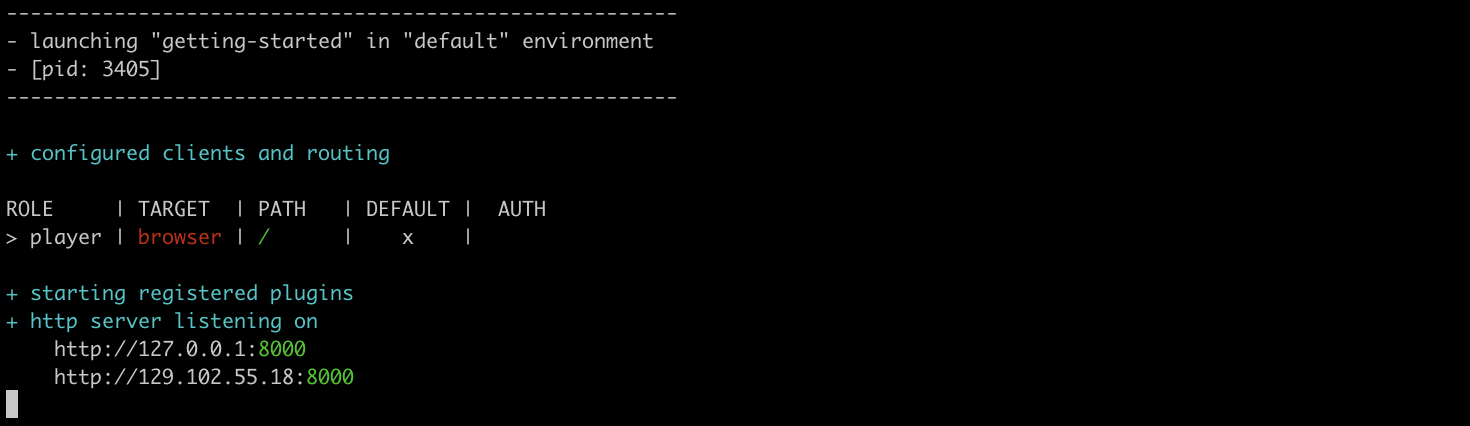 --------------------------------------------------------
- launching "getting-started" in "default" environment
- [pid: 3405]
--------------------------------------------------------
+ configured clients and routing
ROLE     | TARGET  | PATH   | DEFAULT |  AUTH
> player | browser | /      |    x    |
+ starting registered plugins
+ http server listening on
    http://127.0.0.1:8000
    http://129.102.55.18:8000